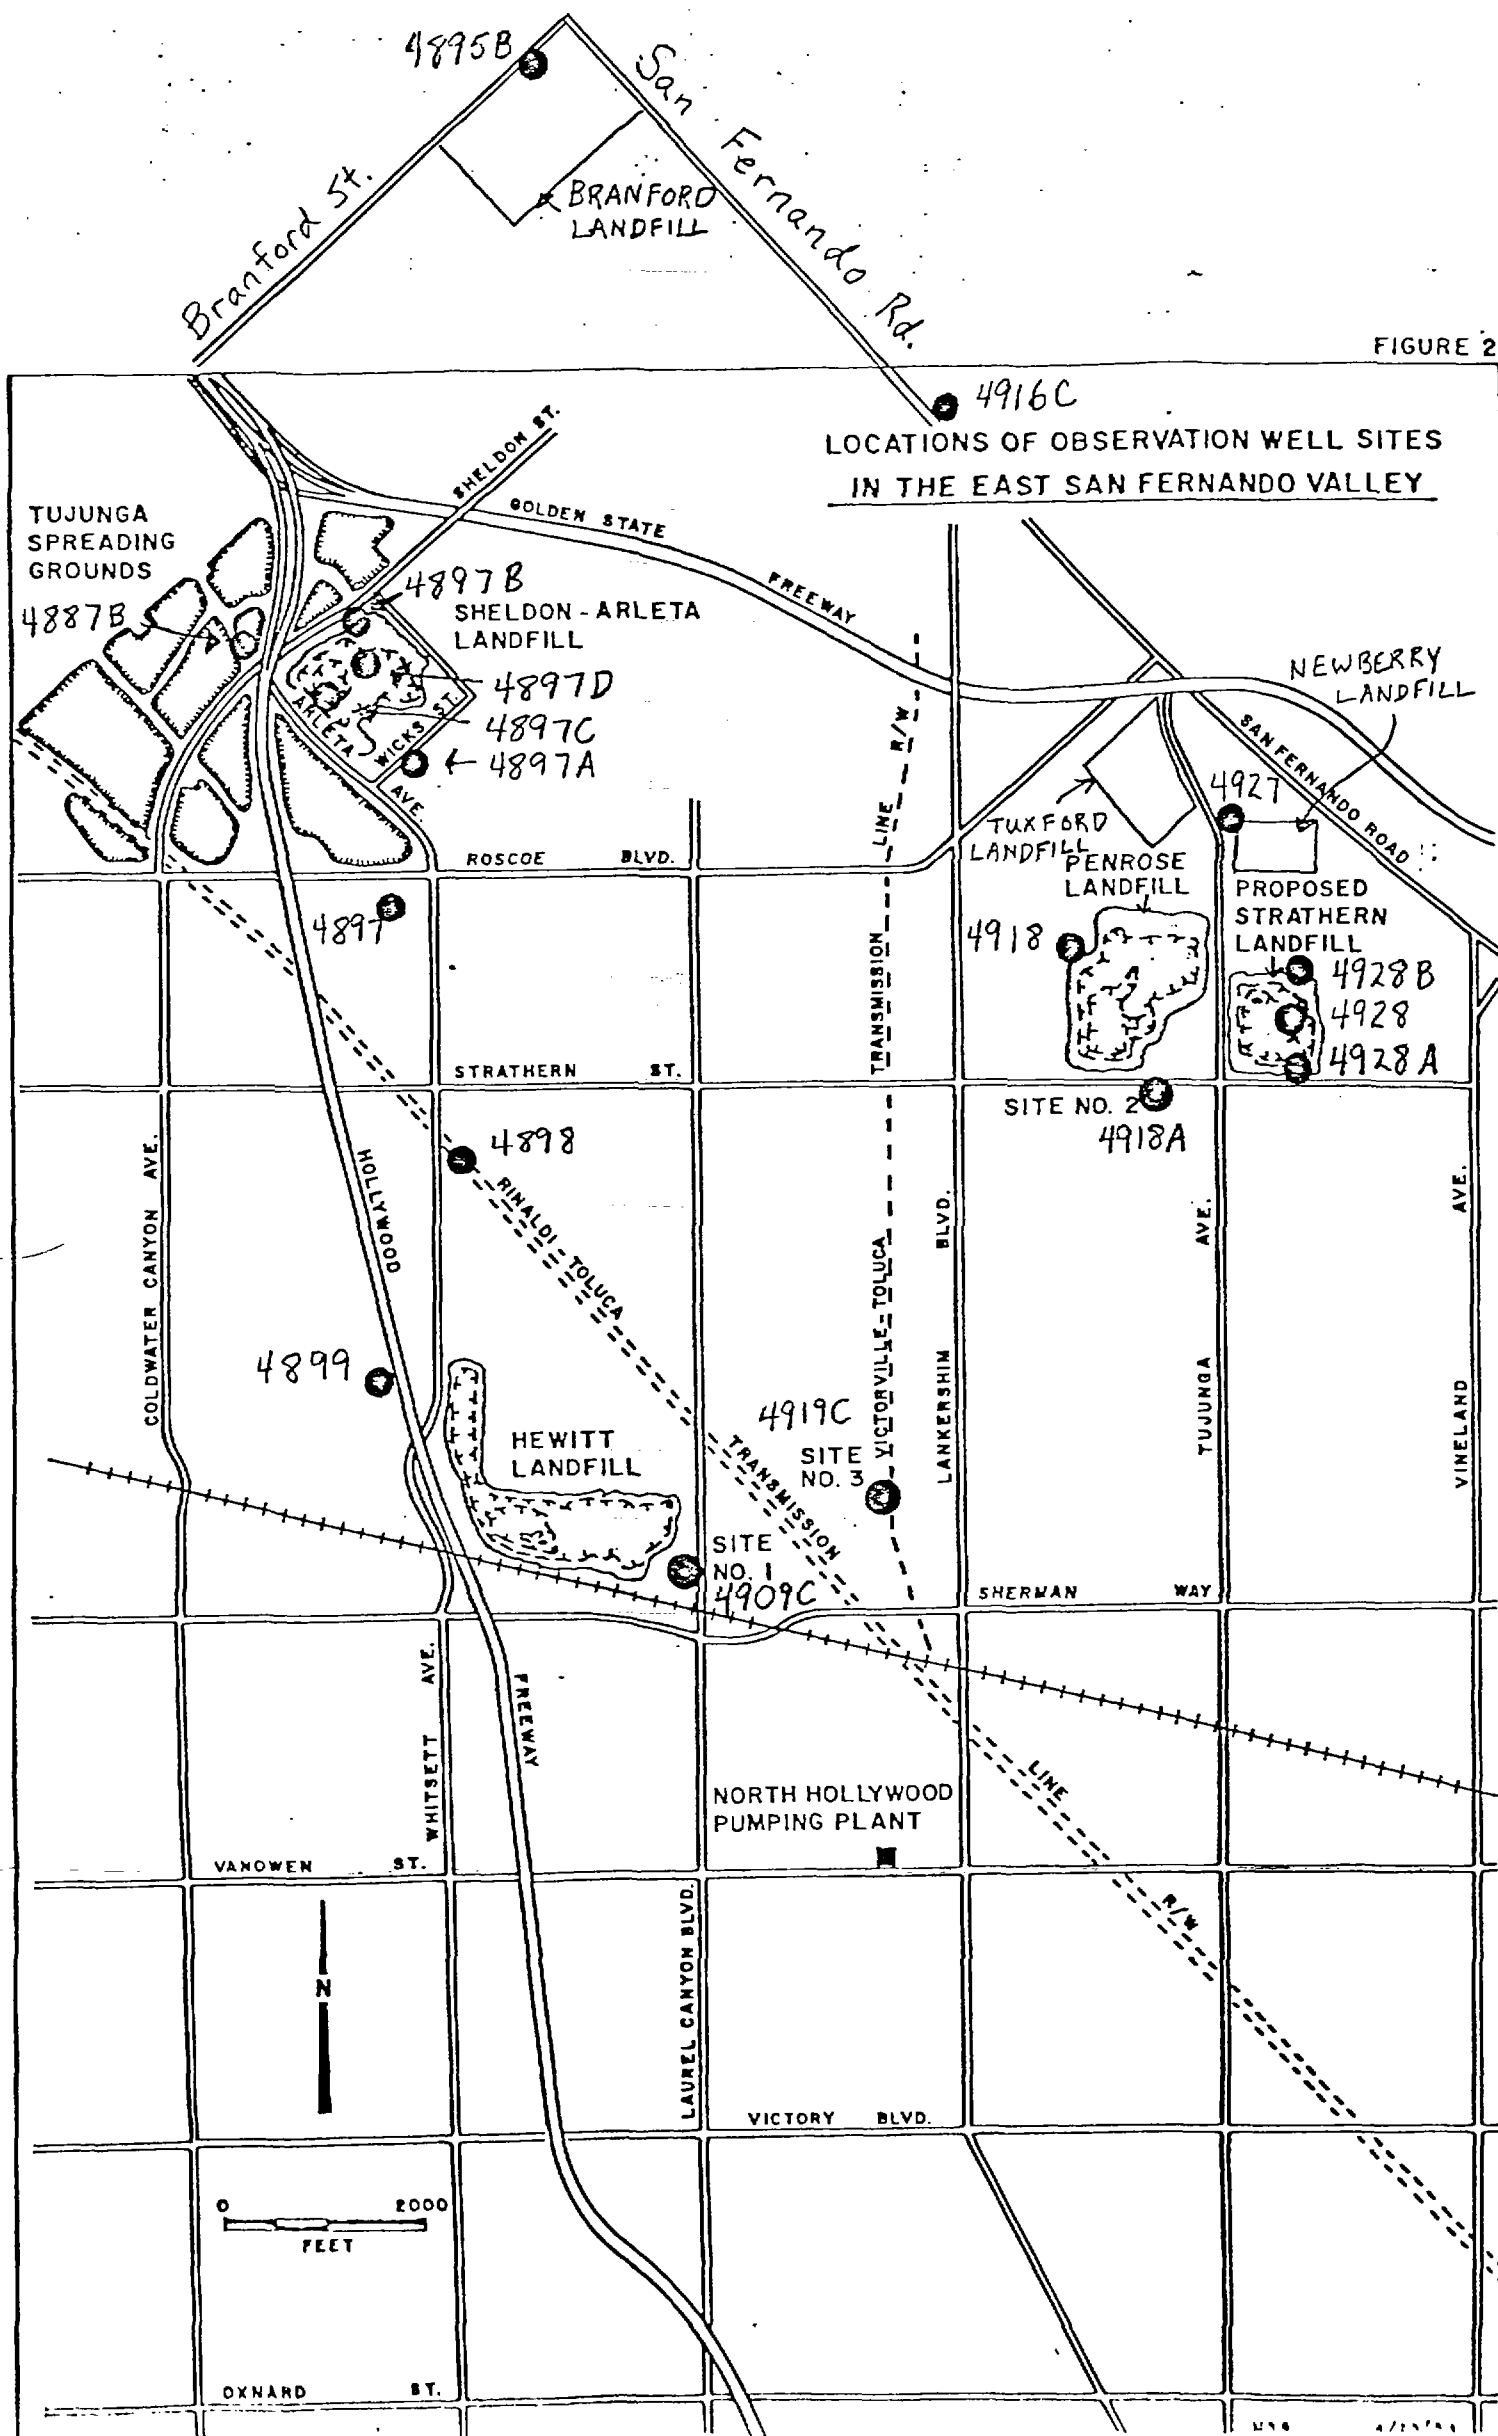 4895B
San Fernando Rd.
Branford St.
BRANFORD
LANDFILL
FIGURE 2
4916C
LOCATIONS OF OBSERVATION WELL SITES
IN THE EAST SAN FERNANDO VALLEY
SHELDON ST.
GOLDEN STATE
FREEWAY
TUJUNGA
SPREADING
GROUNDS
4887B
4897B
SHELDON-ARLETA
LANDFILL
4897D
4897C
4897A
ARLETA
AVE.
WICKS ST.
NEWBERRY
LANDFILL
SAN FERNANDO ROAD
4927
TUXFORD
LANDFILL
PENROSE
LANDFILL
PROPOSED
STRATHERN
LANDFILL
ROSCOE BLVD.
4897
4918
4928B
4928
4928A
STRATHERN ST.
SITE NO. 2
4918A
4898
RINALDI-TOLUCA
TRANSMISSION
LINE
R/W
VICTORVILLE-TOLUCA
TRANSMISSION
LINE
R/W
COLDWATER CANYON AVE.
HOLLYWOOD
FREEWAY
4899
HEWITT
LANDFILL
4919C
SITE
NO. 3
LANKERSHIM BLVD.
TUJUNGA AVE.
VINELAND AVE.
SITE
NO. 1
4909C
SHERMAN WAY
WHITSETT AVE.
NORTH HOLLYWOOD
PUMPING PLANT
VANOWEN ST.
N
LAUREL CANYON BLVD.
VICTORY BLVD.
0 2000
FEET
OXNARD ST.